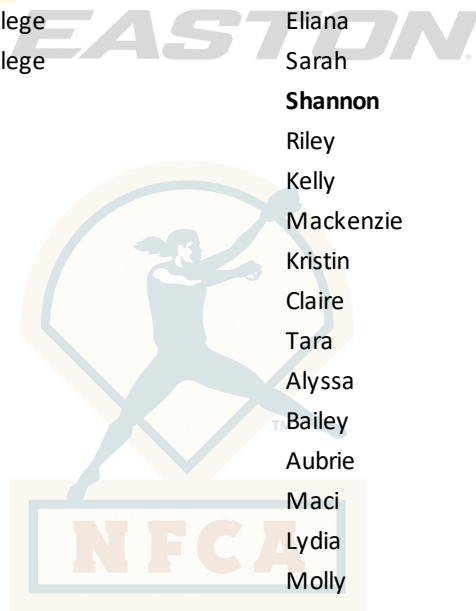 lege Eliana
EASTON
lege Sarah
Shannon
Riley
Kelly
Mackenzie
Kristin
Claire
Tara
Alyssa
TM Bailey
Aubrie
Maci
Lydia
NFCA
Molly